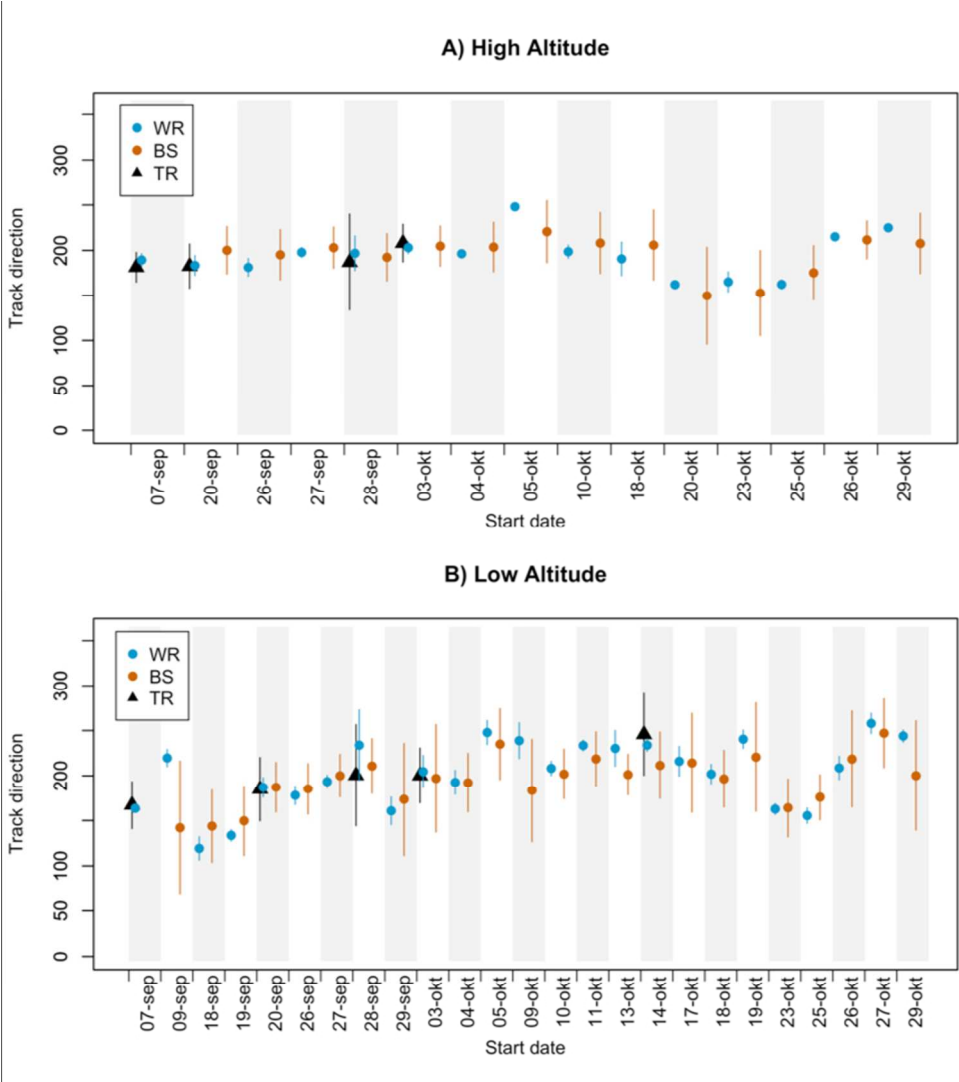 A) High Altitude
WR
BS
TR
Track direction
300
200
100
50
0
07-sep
20-sep
26-sep
27-sep
28-sep
03-okt
04-okt
05-okt
10-okt
18-okt
20-okt
23-okt
25-okt
26-okt
29-okt
Start date
B) Low Altitude
WR
BS
TR
Track direction
300
200
100
50
0
07-sep
09-sep
18-sep
19-sep
20-sep
26-sep
27-sep
28-sep
29-sep
03-okt
04-okt
05-okt
09-okt
10-okt
11-okt
13-okt
14-okt
17-okt
18-okt
19-okt
23-okt
25-okt
26-okt
27-okt
29-okt
Start date